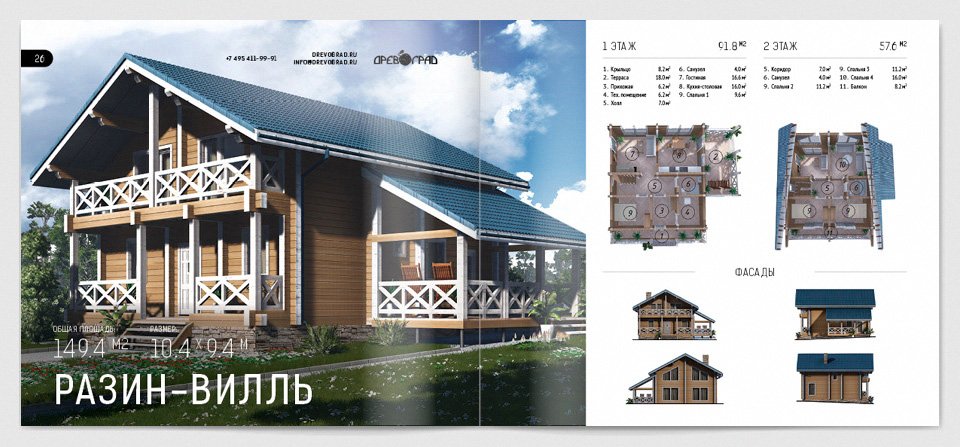 26
+7 495 411-99-91
DREVOGRAD.RU
INFO@DREVOGRAD.RU
ДРЕВОГРАД
ОБЩАЯ ПЛОЩАДЬ:
149.4 М2
РАЗМЕР:
10.4 X 9.4 М
РАЗИН-ВИЛЛЬ
1 ЭТАЖ 91.8 М2
1. Крыльцо 8.2 м²
2. Терраса 18.0 м²
3. Прихожая 6.2 м²
4. Тех. помещение 6.2 м²
5. Холл 7.0 м²
6. Санузел 4.0 м²
7. Гостиная 16.6 м²
8. Кухня-столовая 16.0 м²
9. Спальня 1 9.6 м²
2 ЭТАЖ 57.6 М2
5. Коридор 7.0 м²
6. Санузел 4.0 м²
9. Спальня 2 11.2 м²
9. Спальня 3 11.2 м²
10. Спальня 4 16.0 м²
11. Балкон 8.2 м²
7 8 2
5 6
9 3 4
1
10
5 6
9 9
11
ФАСАДЫ